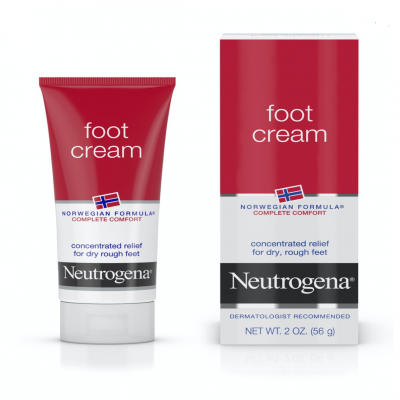 foot
cream
NORWEGIAN FORMULA®
COMPLETE COMFORT
concentrated relief
for dry, rough feet
Neutrogena®
foot
cream
NORWEGIAN FORMULA®
COMPLETE COMFORT
concentrated relief
for dry, rough feet
Neutrogena®
DERMATOLOGIST RECOMMENDED
NET WT. 2 OZ. (56 g)